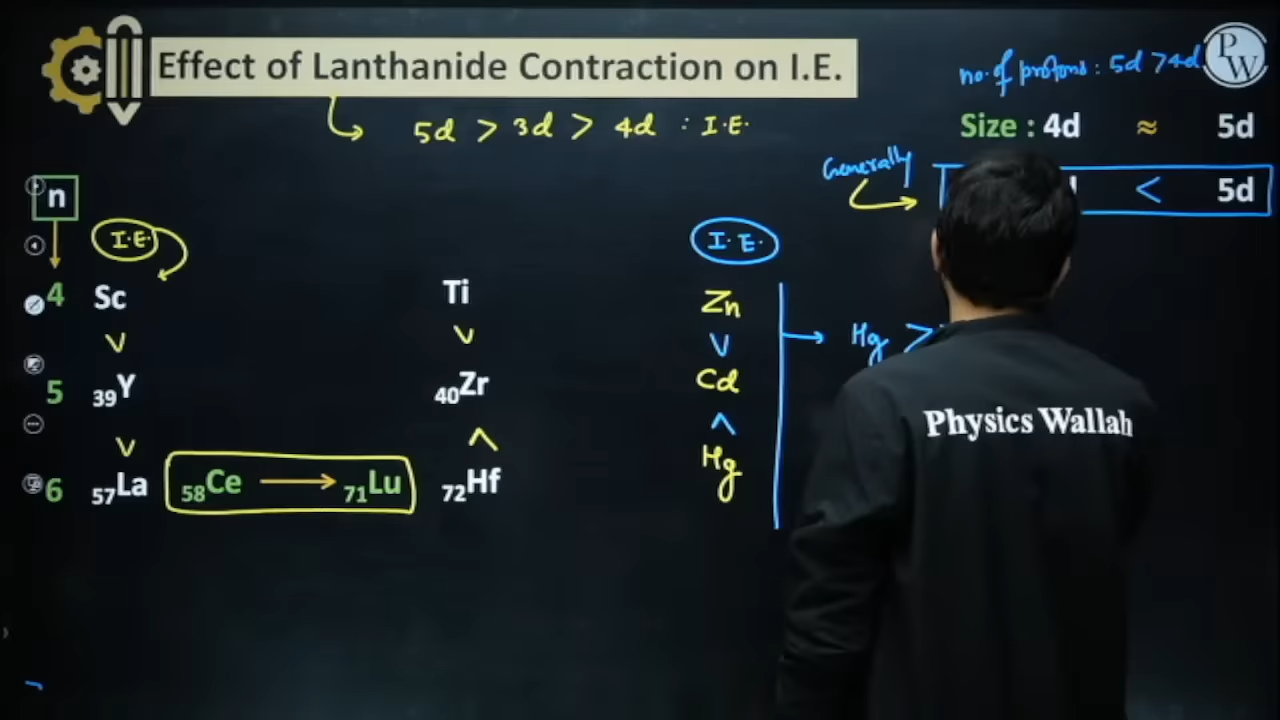 Effect of Lanthanide Contraction on I.E.
no. of protons : 5d > 4d
P
W
5d > 3d > 4d : I.E.
Size : 4d ≈ 5d
Generally
< 5d
n
I.E.
I.E.
4 Sc Ti Zn
V V V
Hg >
5 39Y 40Zr Cd
V ^ ^
6 57La 58Ce → 71Lu 72Hf Hg
Physics Wallah